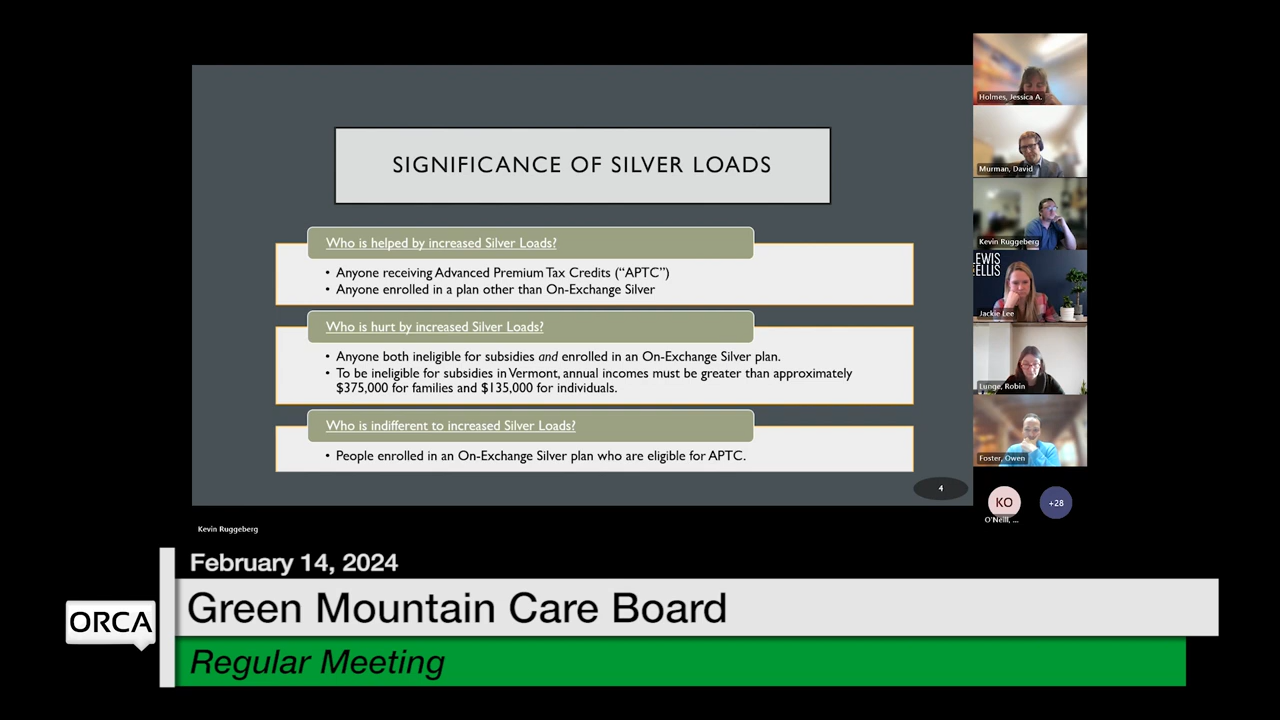 SIGNIFICANCE OF SILVER LOADS
Who is helped by increased Silver Loads?
• Anyone receiving Advanced Premium Tax Credits ("APTC")
• Anyone enrolled in a plan other than On-Exchange Silver
Who is hurt by increased Silver Loads?
• Anyone both ineligible for subsidies and enrolled in an On-Exchange Silver plan.
• To be ineligible for subsidies in Vermont, annual incomes must be greater than approximately
$375,000 for families and $135,000 for individuals.
Who is indifferent to increased Silver Loads?
• People enrolled in an On-Exchange Silver plan who are eligible for APTC.
4
Holmes, Jessica A.
Murman, David
Kevin Ruggeberg
LEWIS
ELLIS
Jackie Lee
Lunge, Robin
Foster, Owen
KO
O'Neill, ...
+28
Kevin Ruggeberg
February 14, 2024
ORCA
Green Mountain Care Board
Regular Meeting